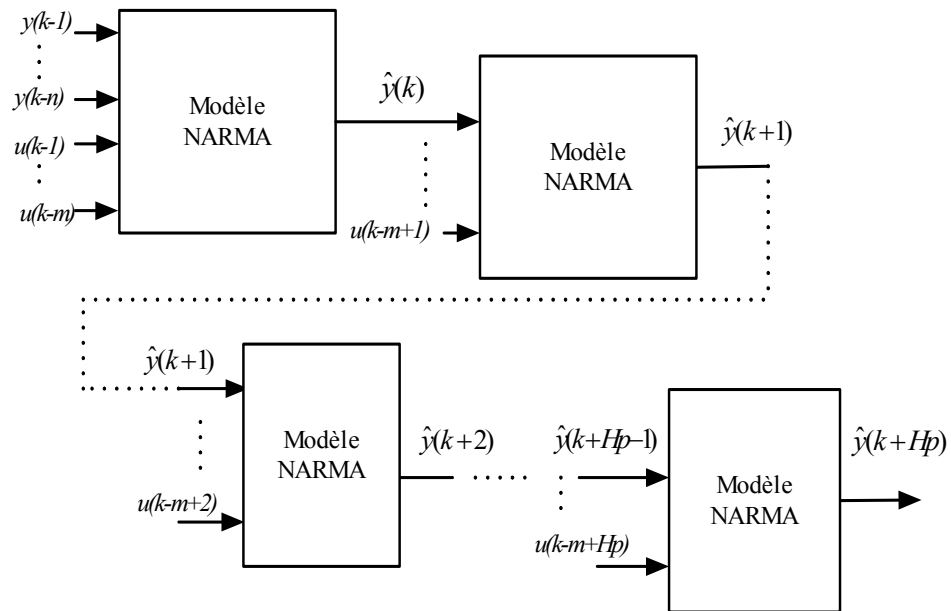 y(k-1)
y(k-n)
u(k-1)
u(k-m)
Modèle
NARMA
ŷ(k)
u(k-m+1)
Modèle
NARMA
ŷ(k+1)
ŷ(k+1)
u(k-m+2)
Modèle
NARMA
ŷ(k+2)
ŷ(k+Hp-1)
u(k-m+Hp)
Modèle
NARMA
ŷ(k+Hp)